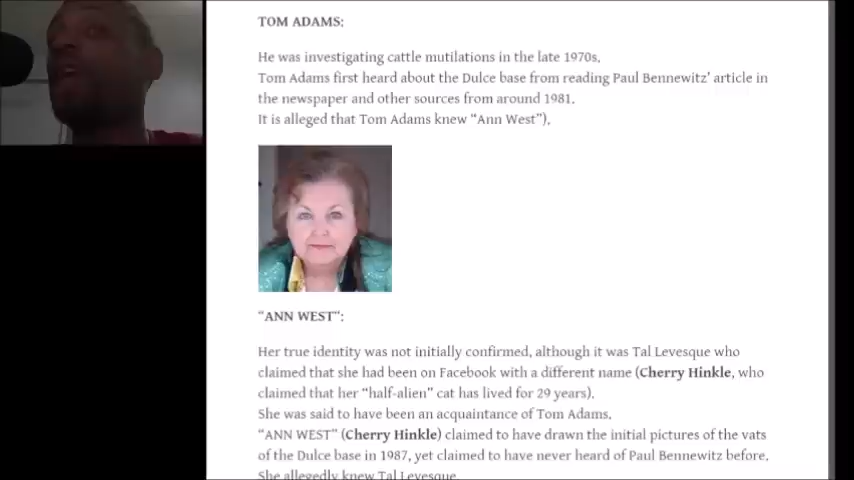 TOM ADAMS:
He was investigating cattle mutilations in the late 1970s.
Tom Adams first heard about the Dulce base from reading Paul Bennewitz' article in
the newspaper and other sources from around 1981.
It is alleged that Tom Adams knew “Ann West”).
“ANN WEST“:
Her true identity was not initially confirmed, although it was Tal Levesque who
claimed that she had been on Facebook with a different name (Cherry Hinkle, who
claimed that her “half-alien” cat has lived for 29 years).
She was said to have been an acquaintance of Tom Adams.
“ANN WEST” (Cherry Hinkle) claimed to have drawn the initial pictures of the vats
of the Dulce base in 1987, yet claimed to have never heard of Paul Bennewitz before.
She allegedly knew Tal Levesque.